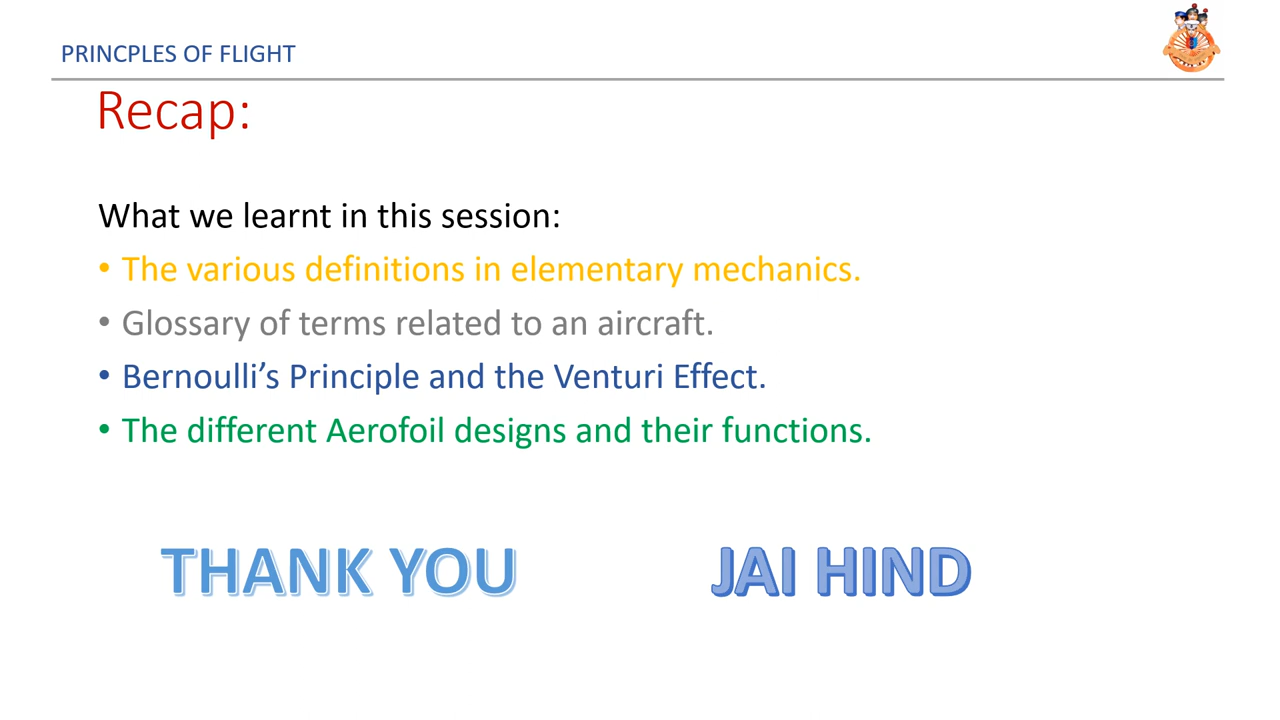 PRINCPLES OF FLIGHT
Recap:
What we learnt in this session:
• The various definitions in elementary mechanics.
• Glossary of terms related to an aircraft.
• Bernoulli’s Principle and the Venturi Effect.
• The different Aerofoil designs and their functions.
THANK YOU JAI HIND